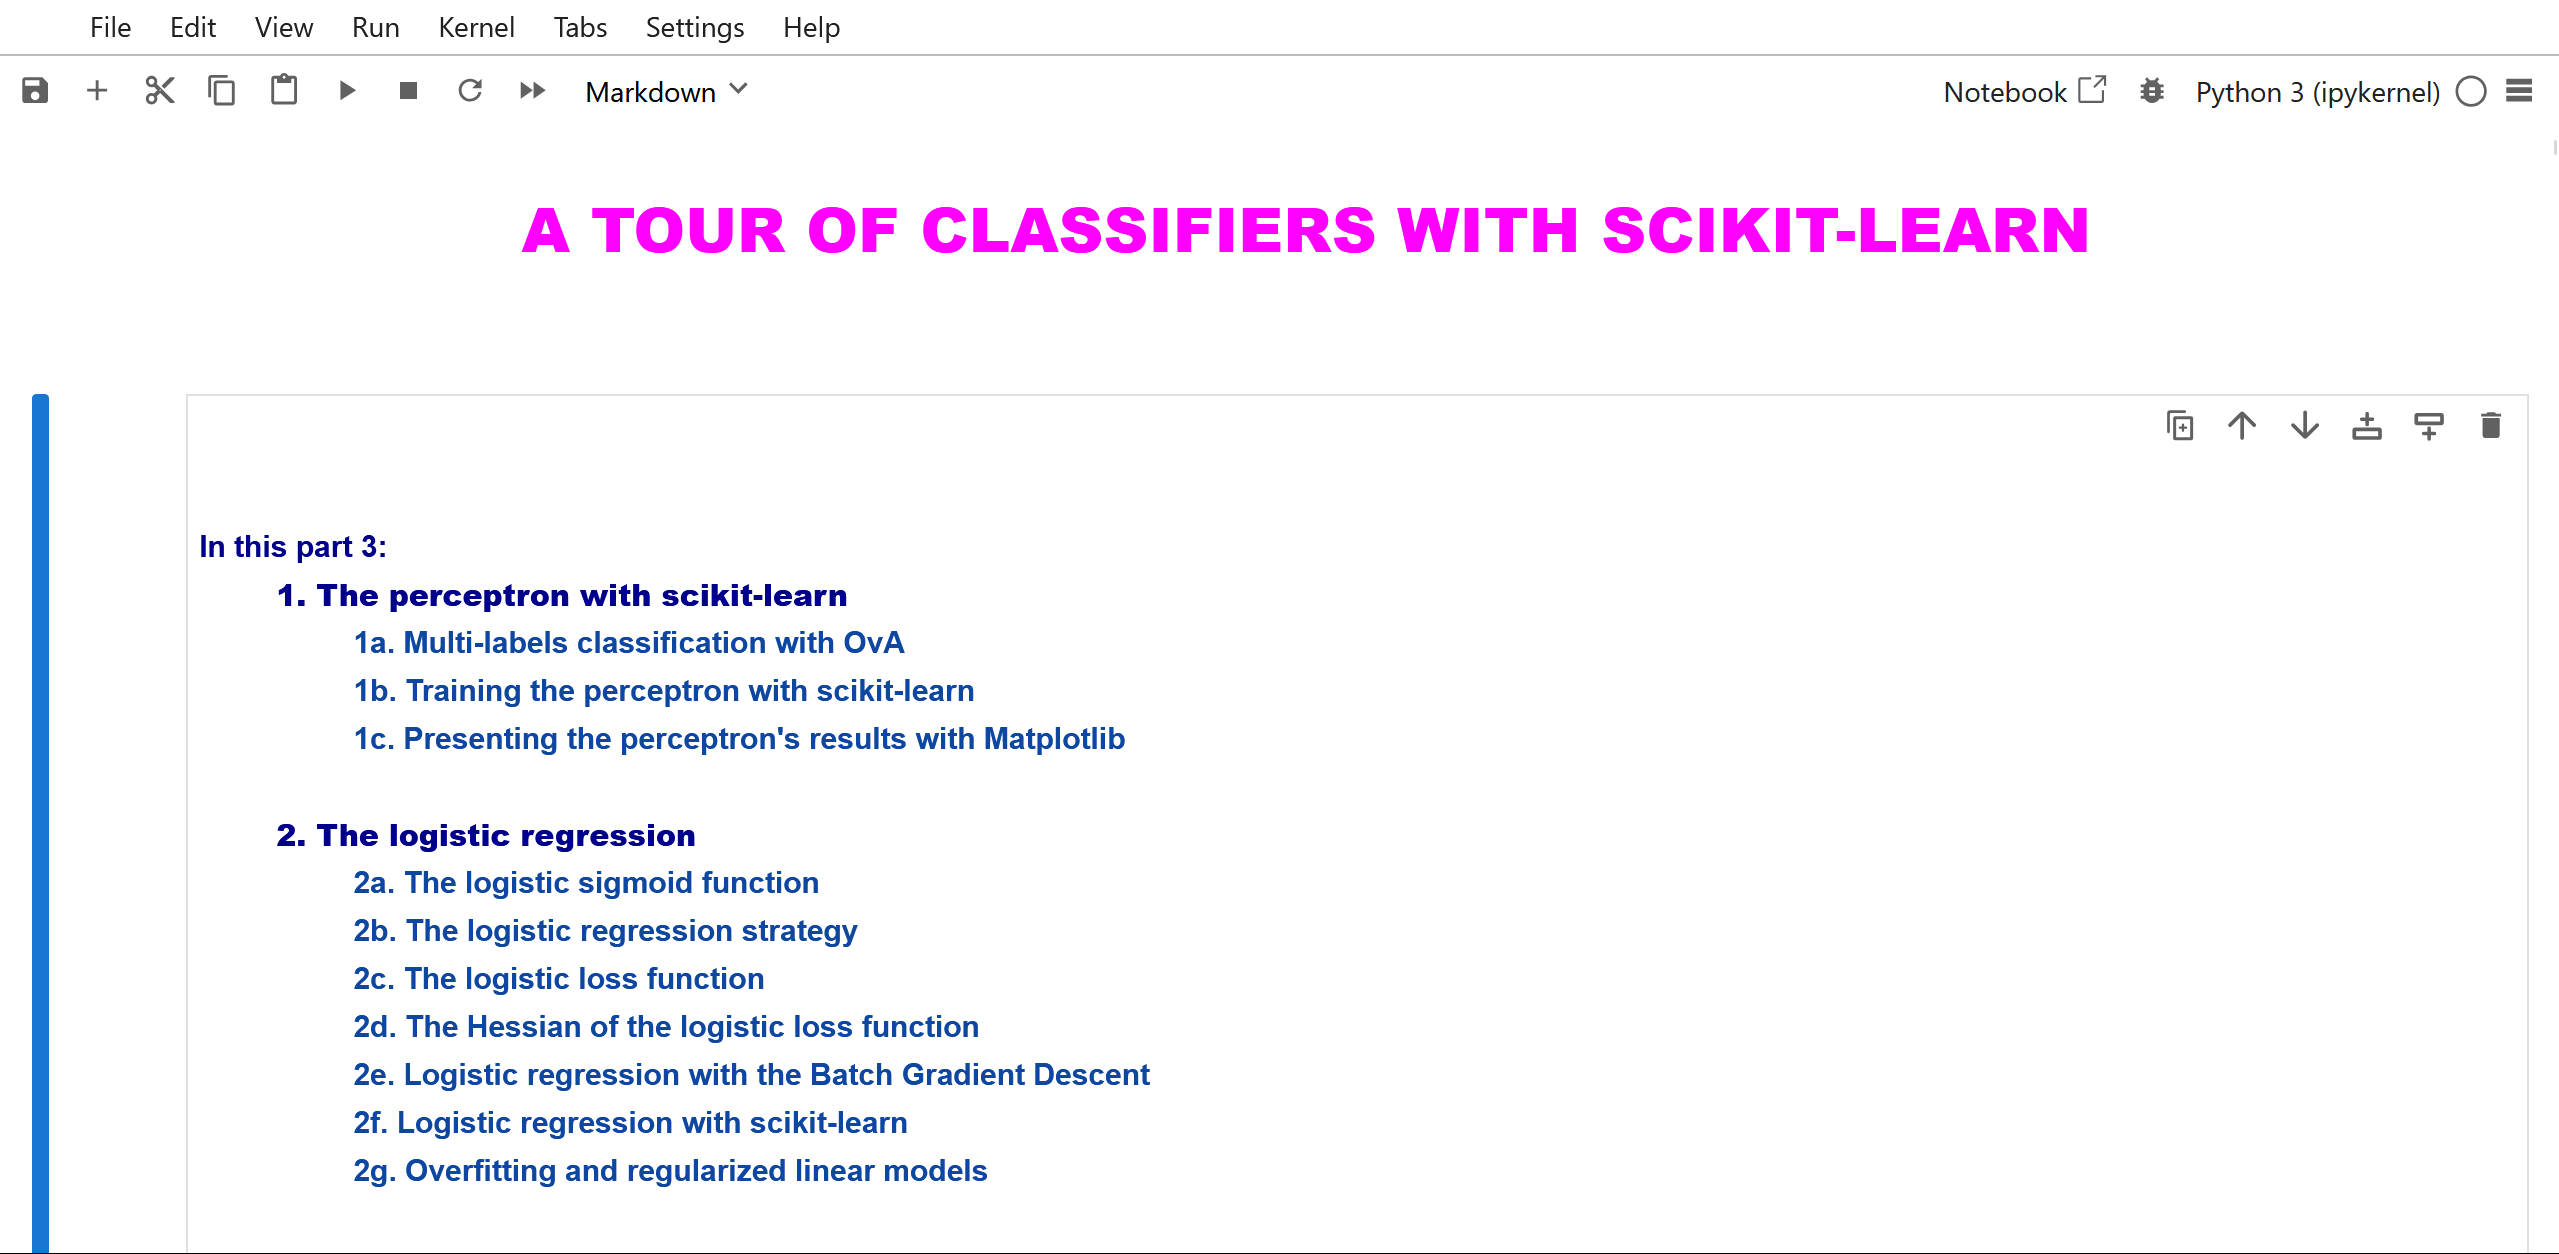 File Edit View Run Kernel Tabs Settings Help
Markdown Notebook Python 3 (ipykernel)
A TOUR OF CLASSIFIERS WITH SCIKIT-LEARN
In this part 3:
1. The perceptron with scikit-learn
1a. Multi-labels classification with OvA
1b. Training the perceptron with scikit-learn
1c. Presenting the perceptron's results with Matplotlib
2. The logistic regression
2a. The logistic sigmoid function
2b. The logistic regression strategy
2c. The logistic loss function
2d. The Hessian of the logistic loss function
2e. Logistic regression with the Batch Gradient Descent
2f. Logistic regression with scikit-learn
2g. Overfitting and regularized linear models